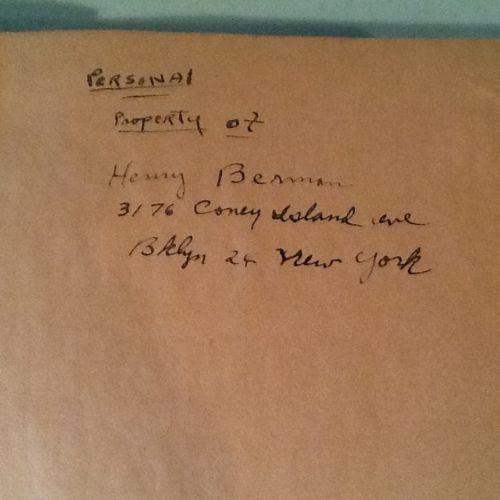 PERSONAl
Property of
Henry Berman
3176 Coney Island ave
Bklyn 24 New York